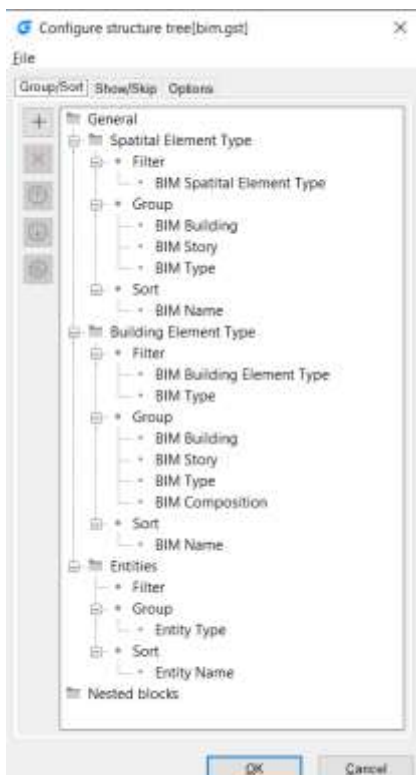 Configure structure tree[bim.gst]
File
Group/Sort Show/Skip Options
General
Spatital Element Type
Filter
BIM Spatital Element Type
Group
BIM Building
BIM Story
BIM Type
Sort
BIM Name
Building Element Type
Filter
BIM Building Element Type
BIM Type
Group
BIM Building
BIM Story
BIM Type
BIM Composition
Sort
BIM Name
Entities
Filter
Group
Entity Type
Sort
Entity Name
Nested blocks
OK Cancel